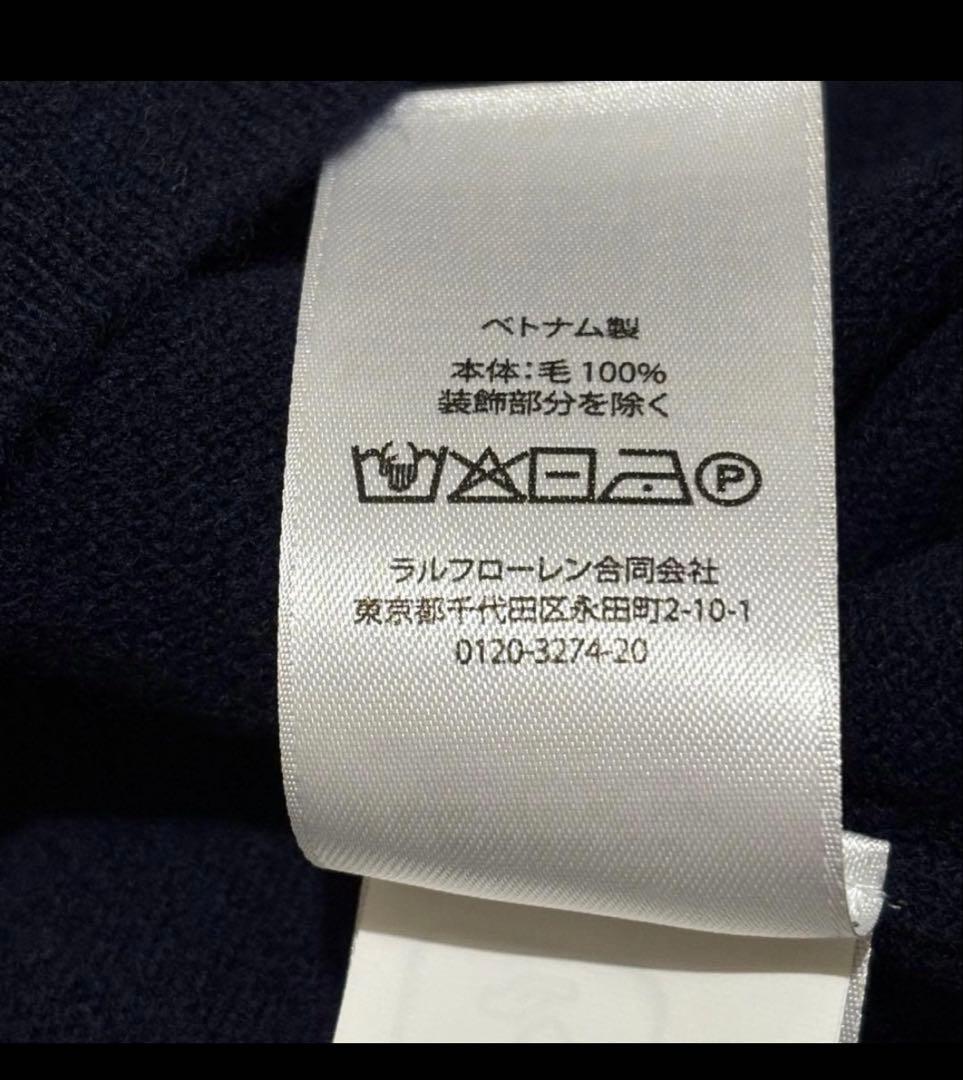 ベトナム製
本体:毛 100%
装飾部分を除く
P
ラルフローレン合同会社
東京都千代田区永田町2-10-1
0120-3274-20